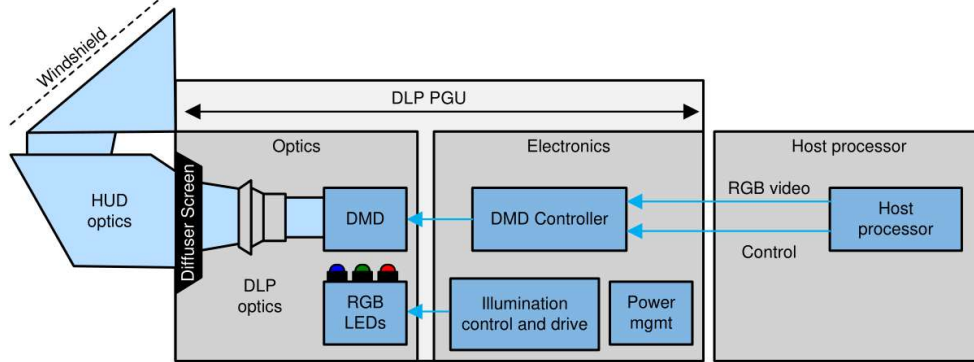 Windshield
DLP PGU
Optics
Electronics
Host processor
HUD
optics
Diffuser Screen
DMD
DMD Controller
RGB video
Host
processor
Control
DLP
optics
RGB
LEDs
Illumination
control and drive
Power
mgmt